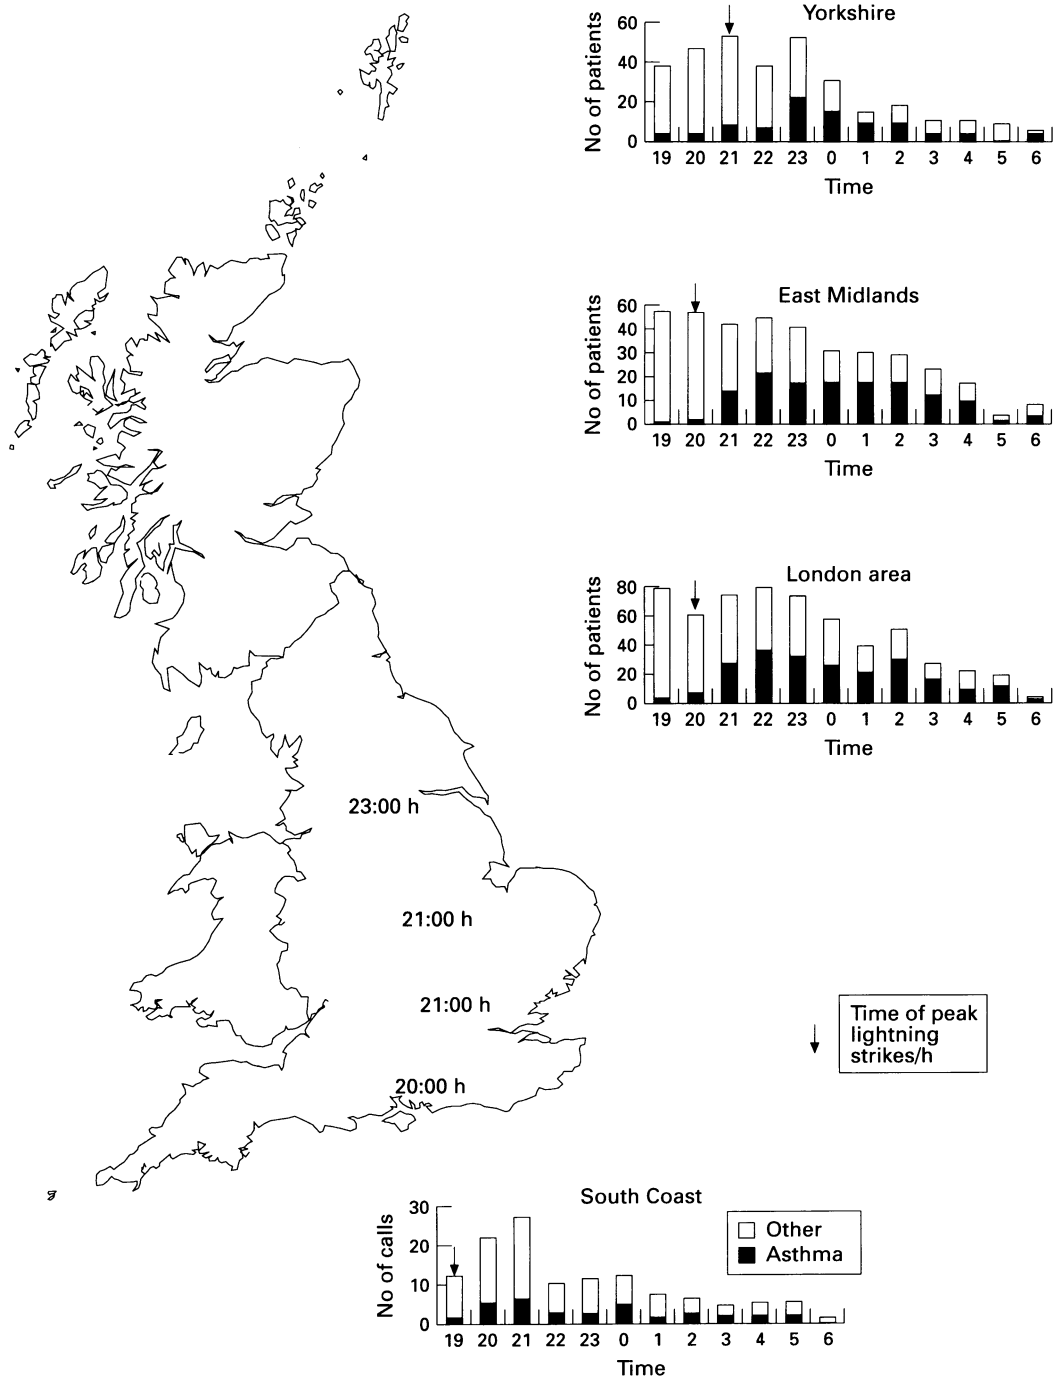 Yorkshire
No of patients
60
40
20
0
19 20 21 22 23 0 1 2 3 4 5 6
Time
East Midlands
No of patients
60
40
30
20
10
0
19 20 21 22 23 0 1 2 3 4 5 6
Time
London area
No of patients
80
60
40
20
0
19 20 21 22 23 0 1 2 3 4 5 6
Time
23:00 h
21:00 h
21:00 h
20:00 h
Time of peak
lightning
strikes/h
South Coast
No of calls
30
20
10
0
19 20 21 22 23 0 1 2 3 4 5 6
Time
Other
Asthma